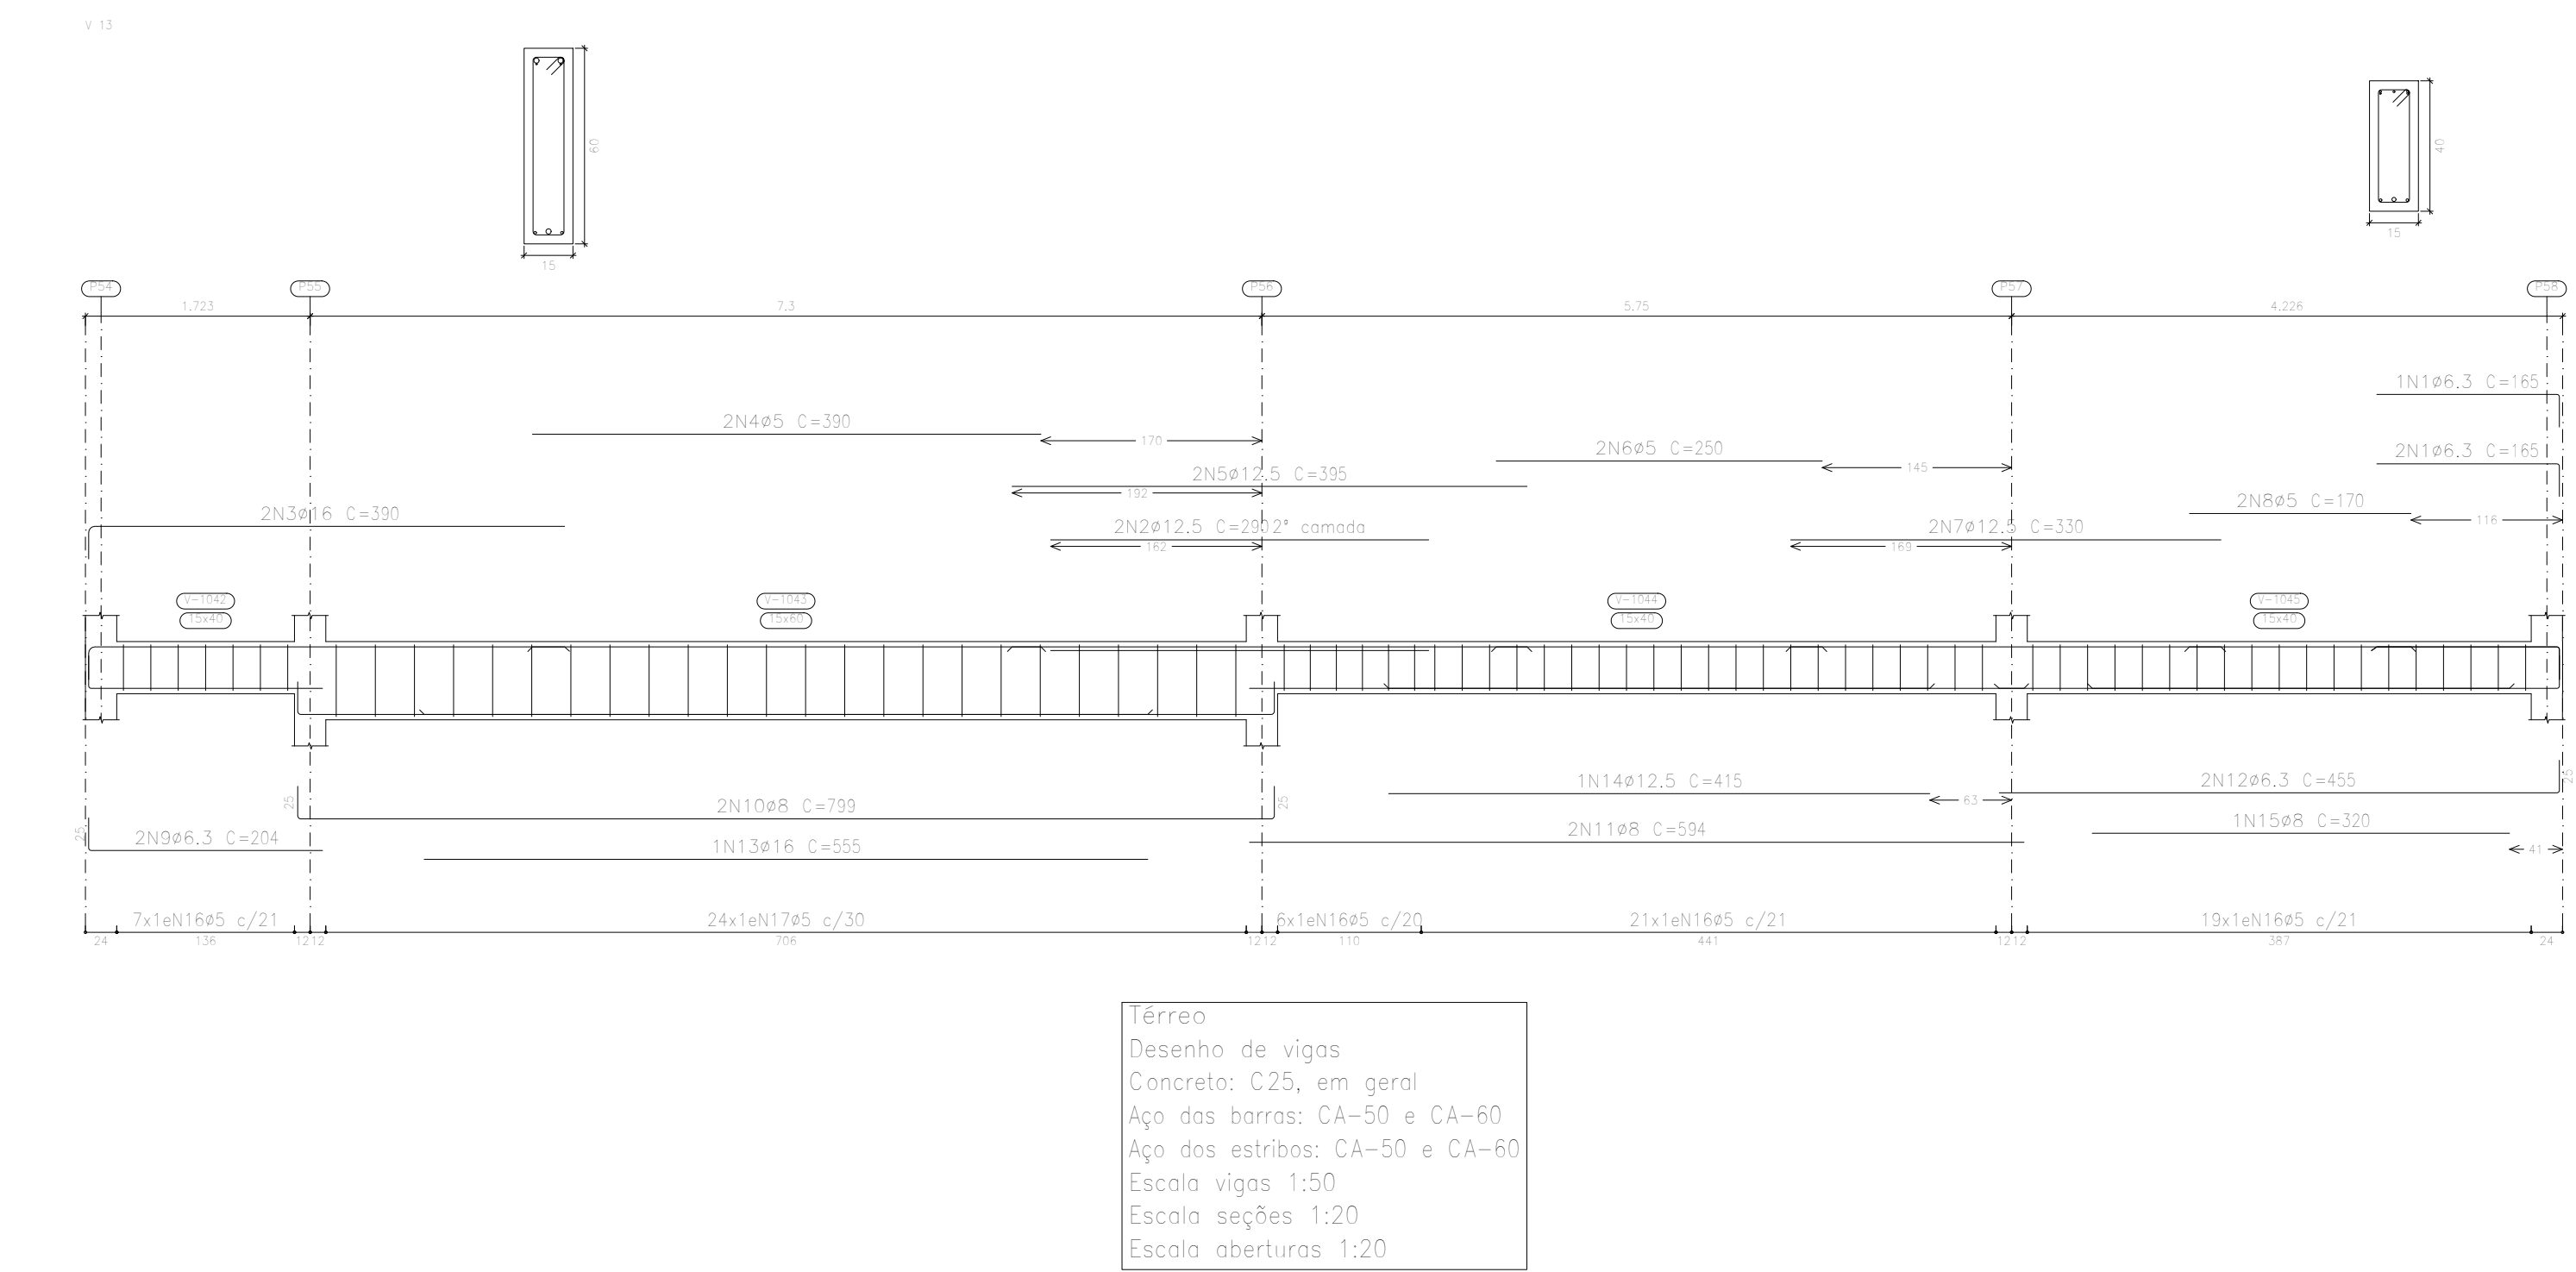 V 13
60
15
40
15
P54
P55
P56
P57
P58
1.723
7.3
5.75
4.226
1N1ø6.3 C=165
2N4ø5 C=390
170
2N6ø5 C=250
145
2N1ø6.3 C=165
2N5ø12.5 C=395
192
2N8ø5 C=170
116
2N3ø16 C=390
2N2ø12.5 C=290 2ª camada
162
2N7ø12.5 C=330
169
V-1042
15x40
V-1043
15x60
V-1044
15x40
V-1045
15x40
1N14ø12.5 C=415
63
2N12ø6.3 C=455
25
25
2N10ø8 C=799
25
25
2N9ø6.3 C=204
1N13ø16 C=555
2N11ø8 C=594
1N15ø8 C=320
41
7x1eN16ø5 c/21
24x1eN17ø5 c/30
6x1eN16ø5 c/20
21x1eN16ø5 c/21
19x1eN16ø5 c/21
24
136
12 12
706
12 12
110
441
12 12
387
24
Térreo
Desenho de vigas
Concreto: C25, em geral
Aço das barras: CA-50 e CA-60
Aço dos estribos: CA-50 e CA-60
Escala vigas 1:50
Escala seções 1:20
Escala aberturas 1:20